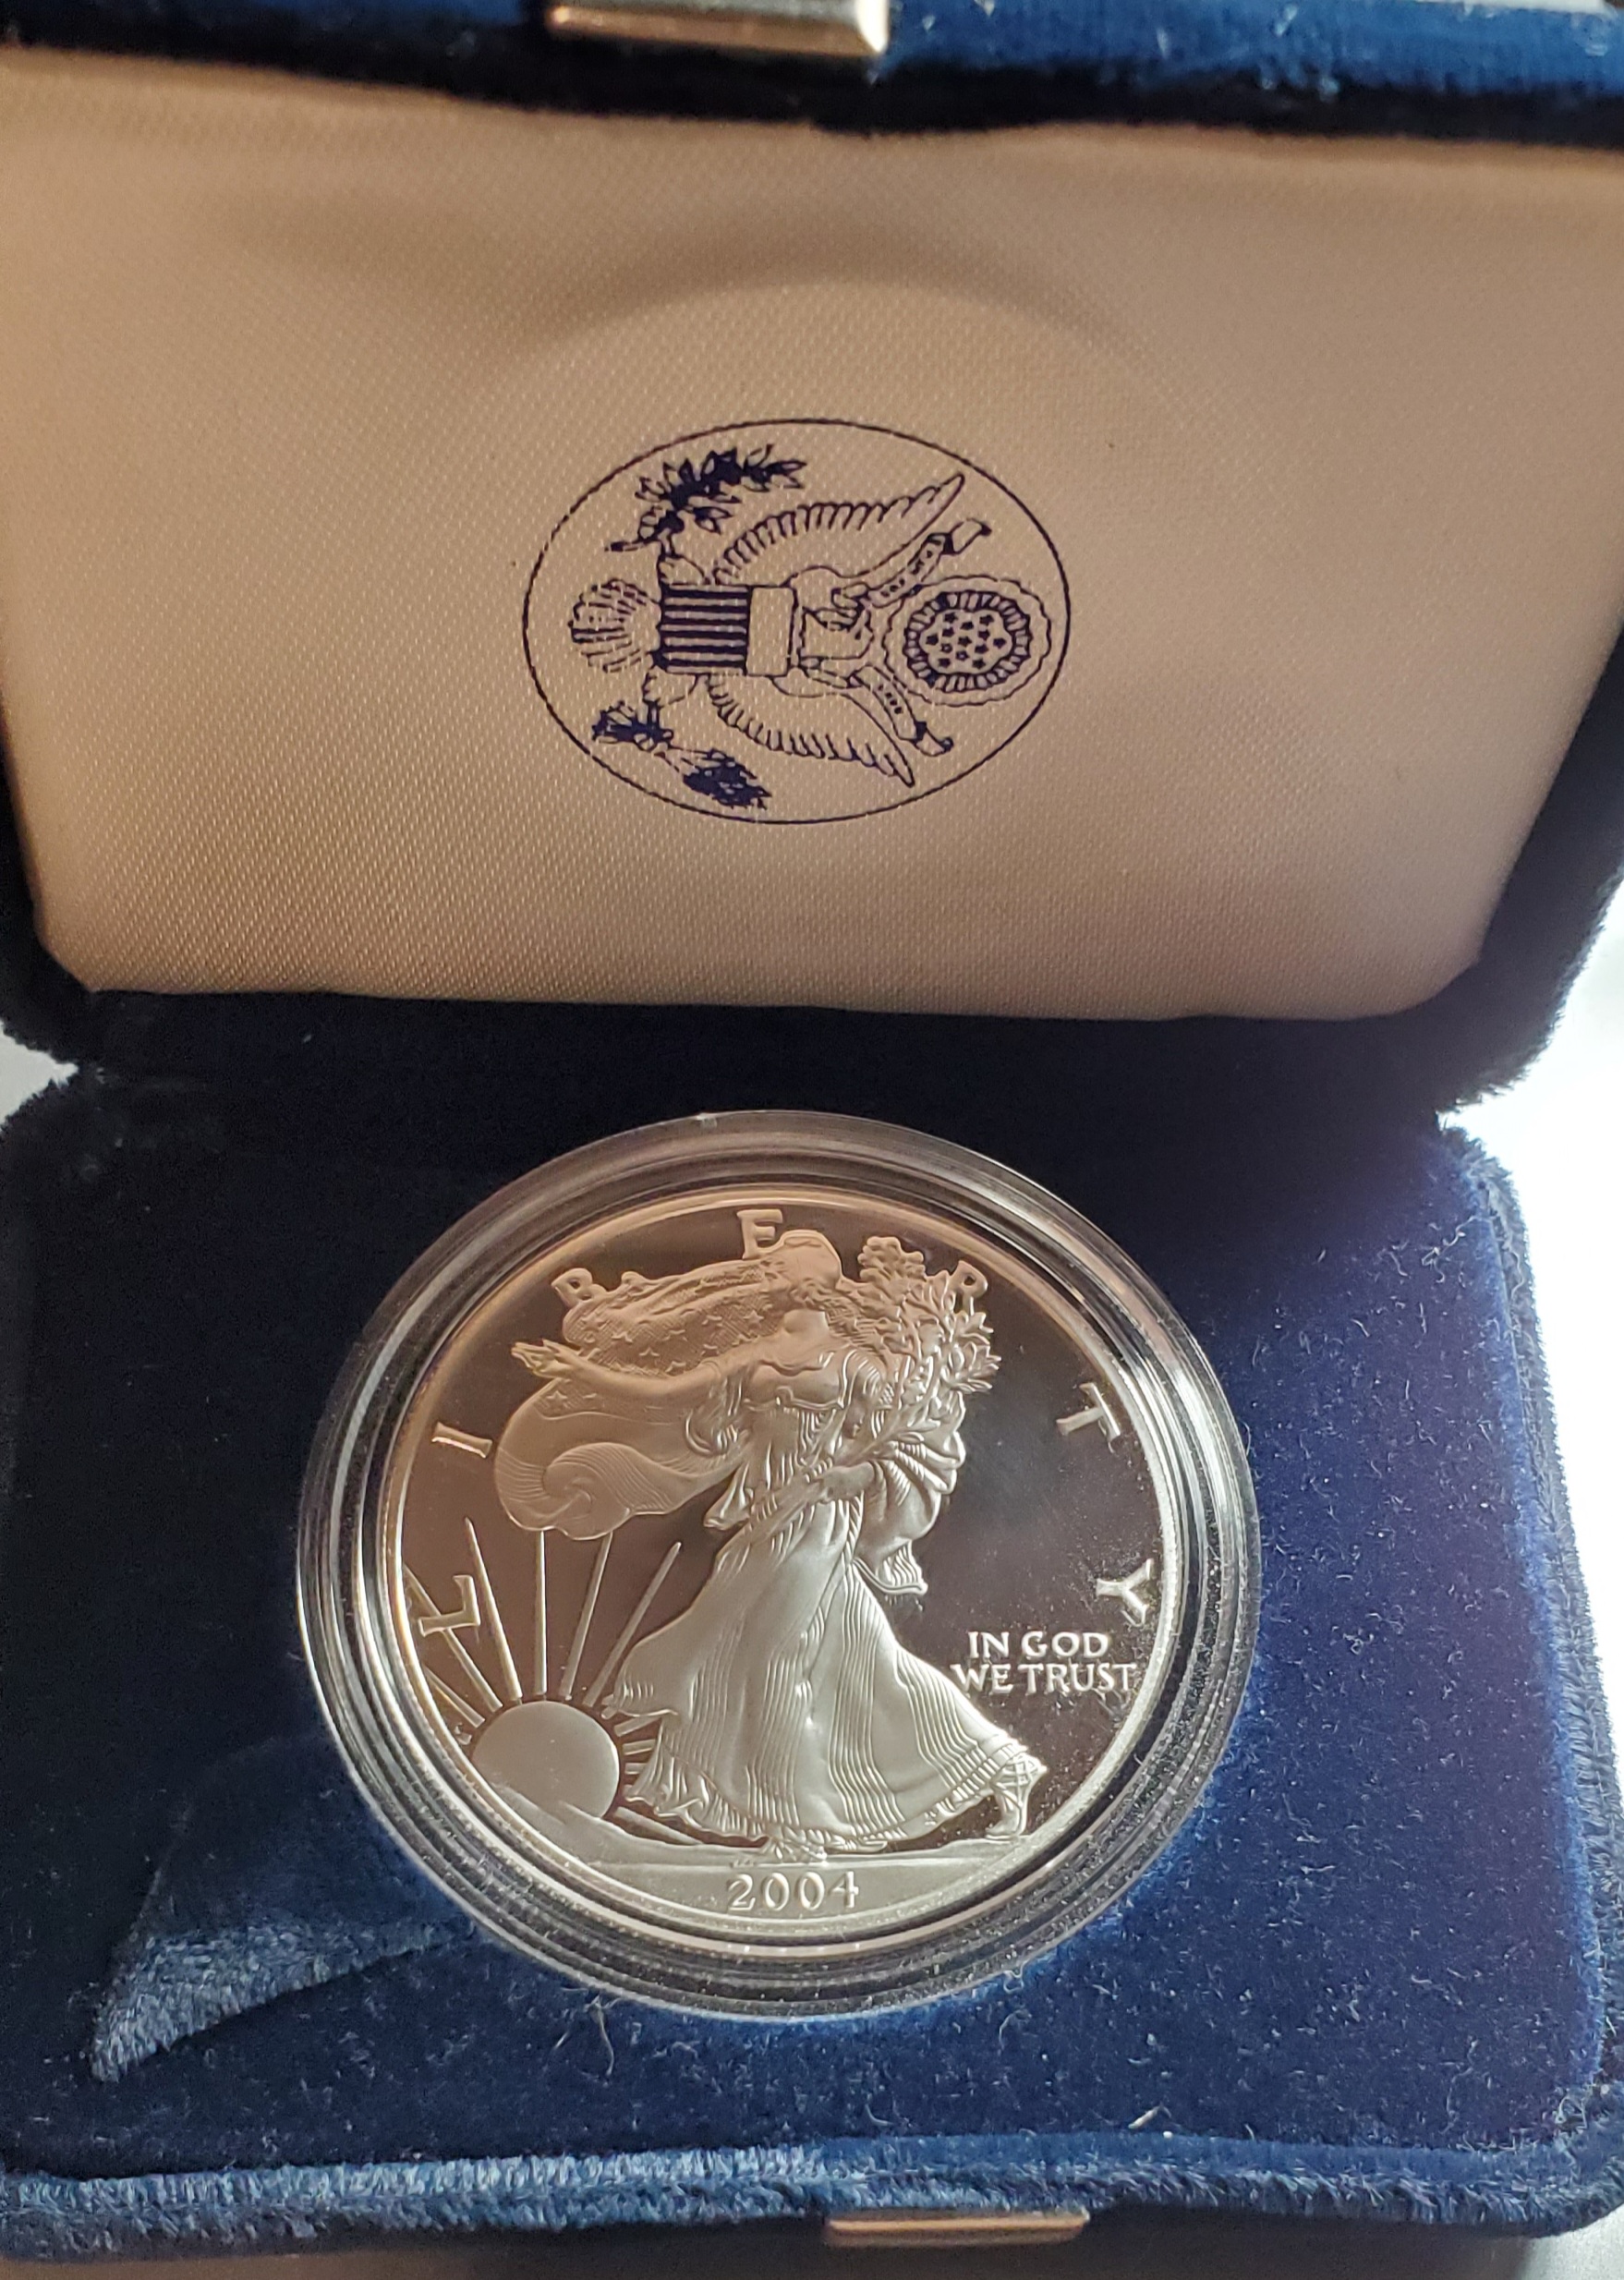 LIBERTY
IN GOD
WE TRUST
2004